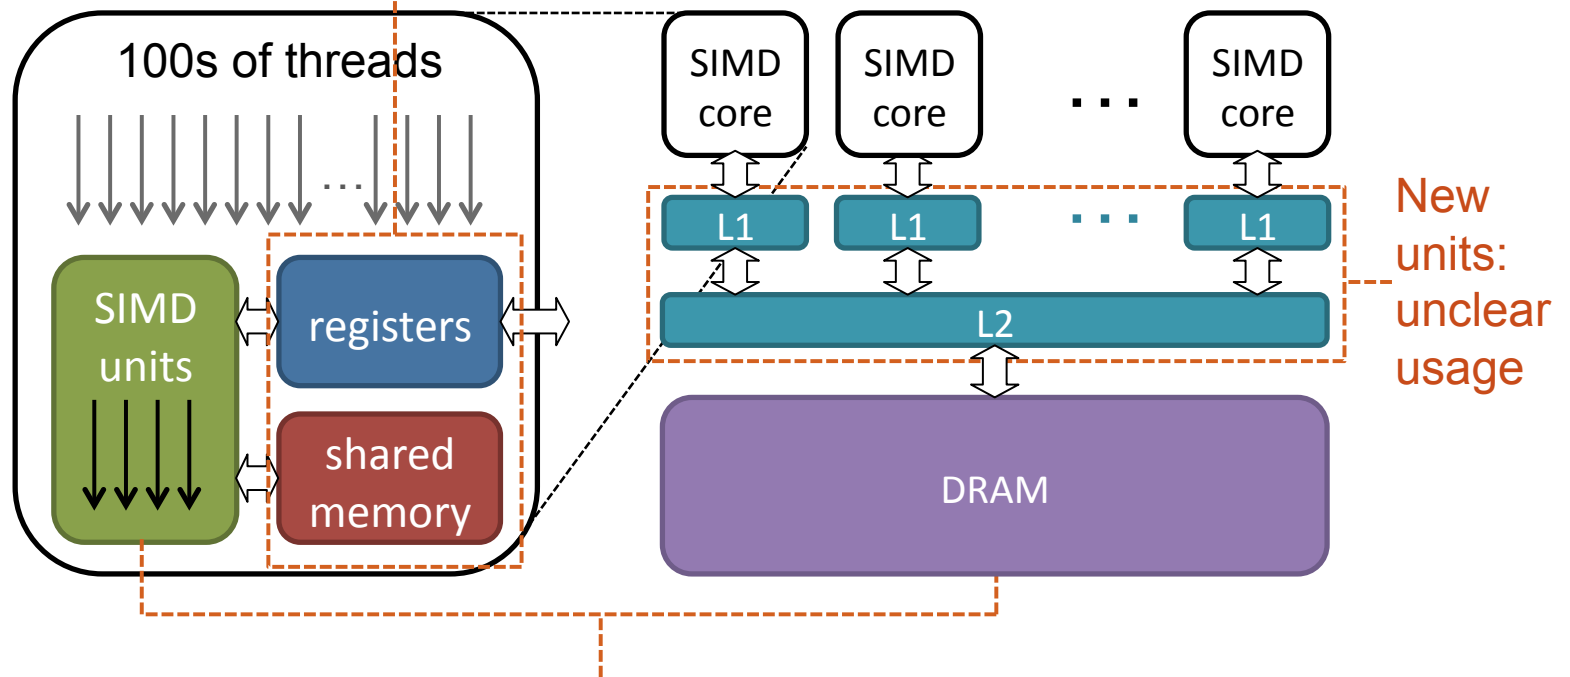 100s of threads
SIMD
units
registers
shared
memory
SIMD
core
SIMD
core
...
SIMD
core
L1
L1
...
L1
L2
DRAM
New
units:
unclear
usage